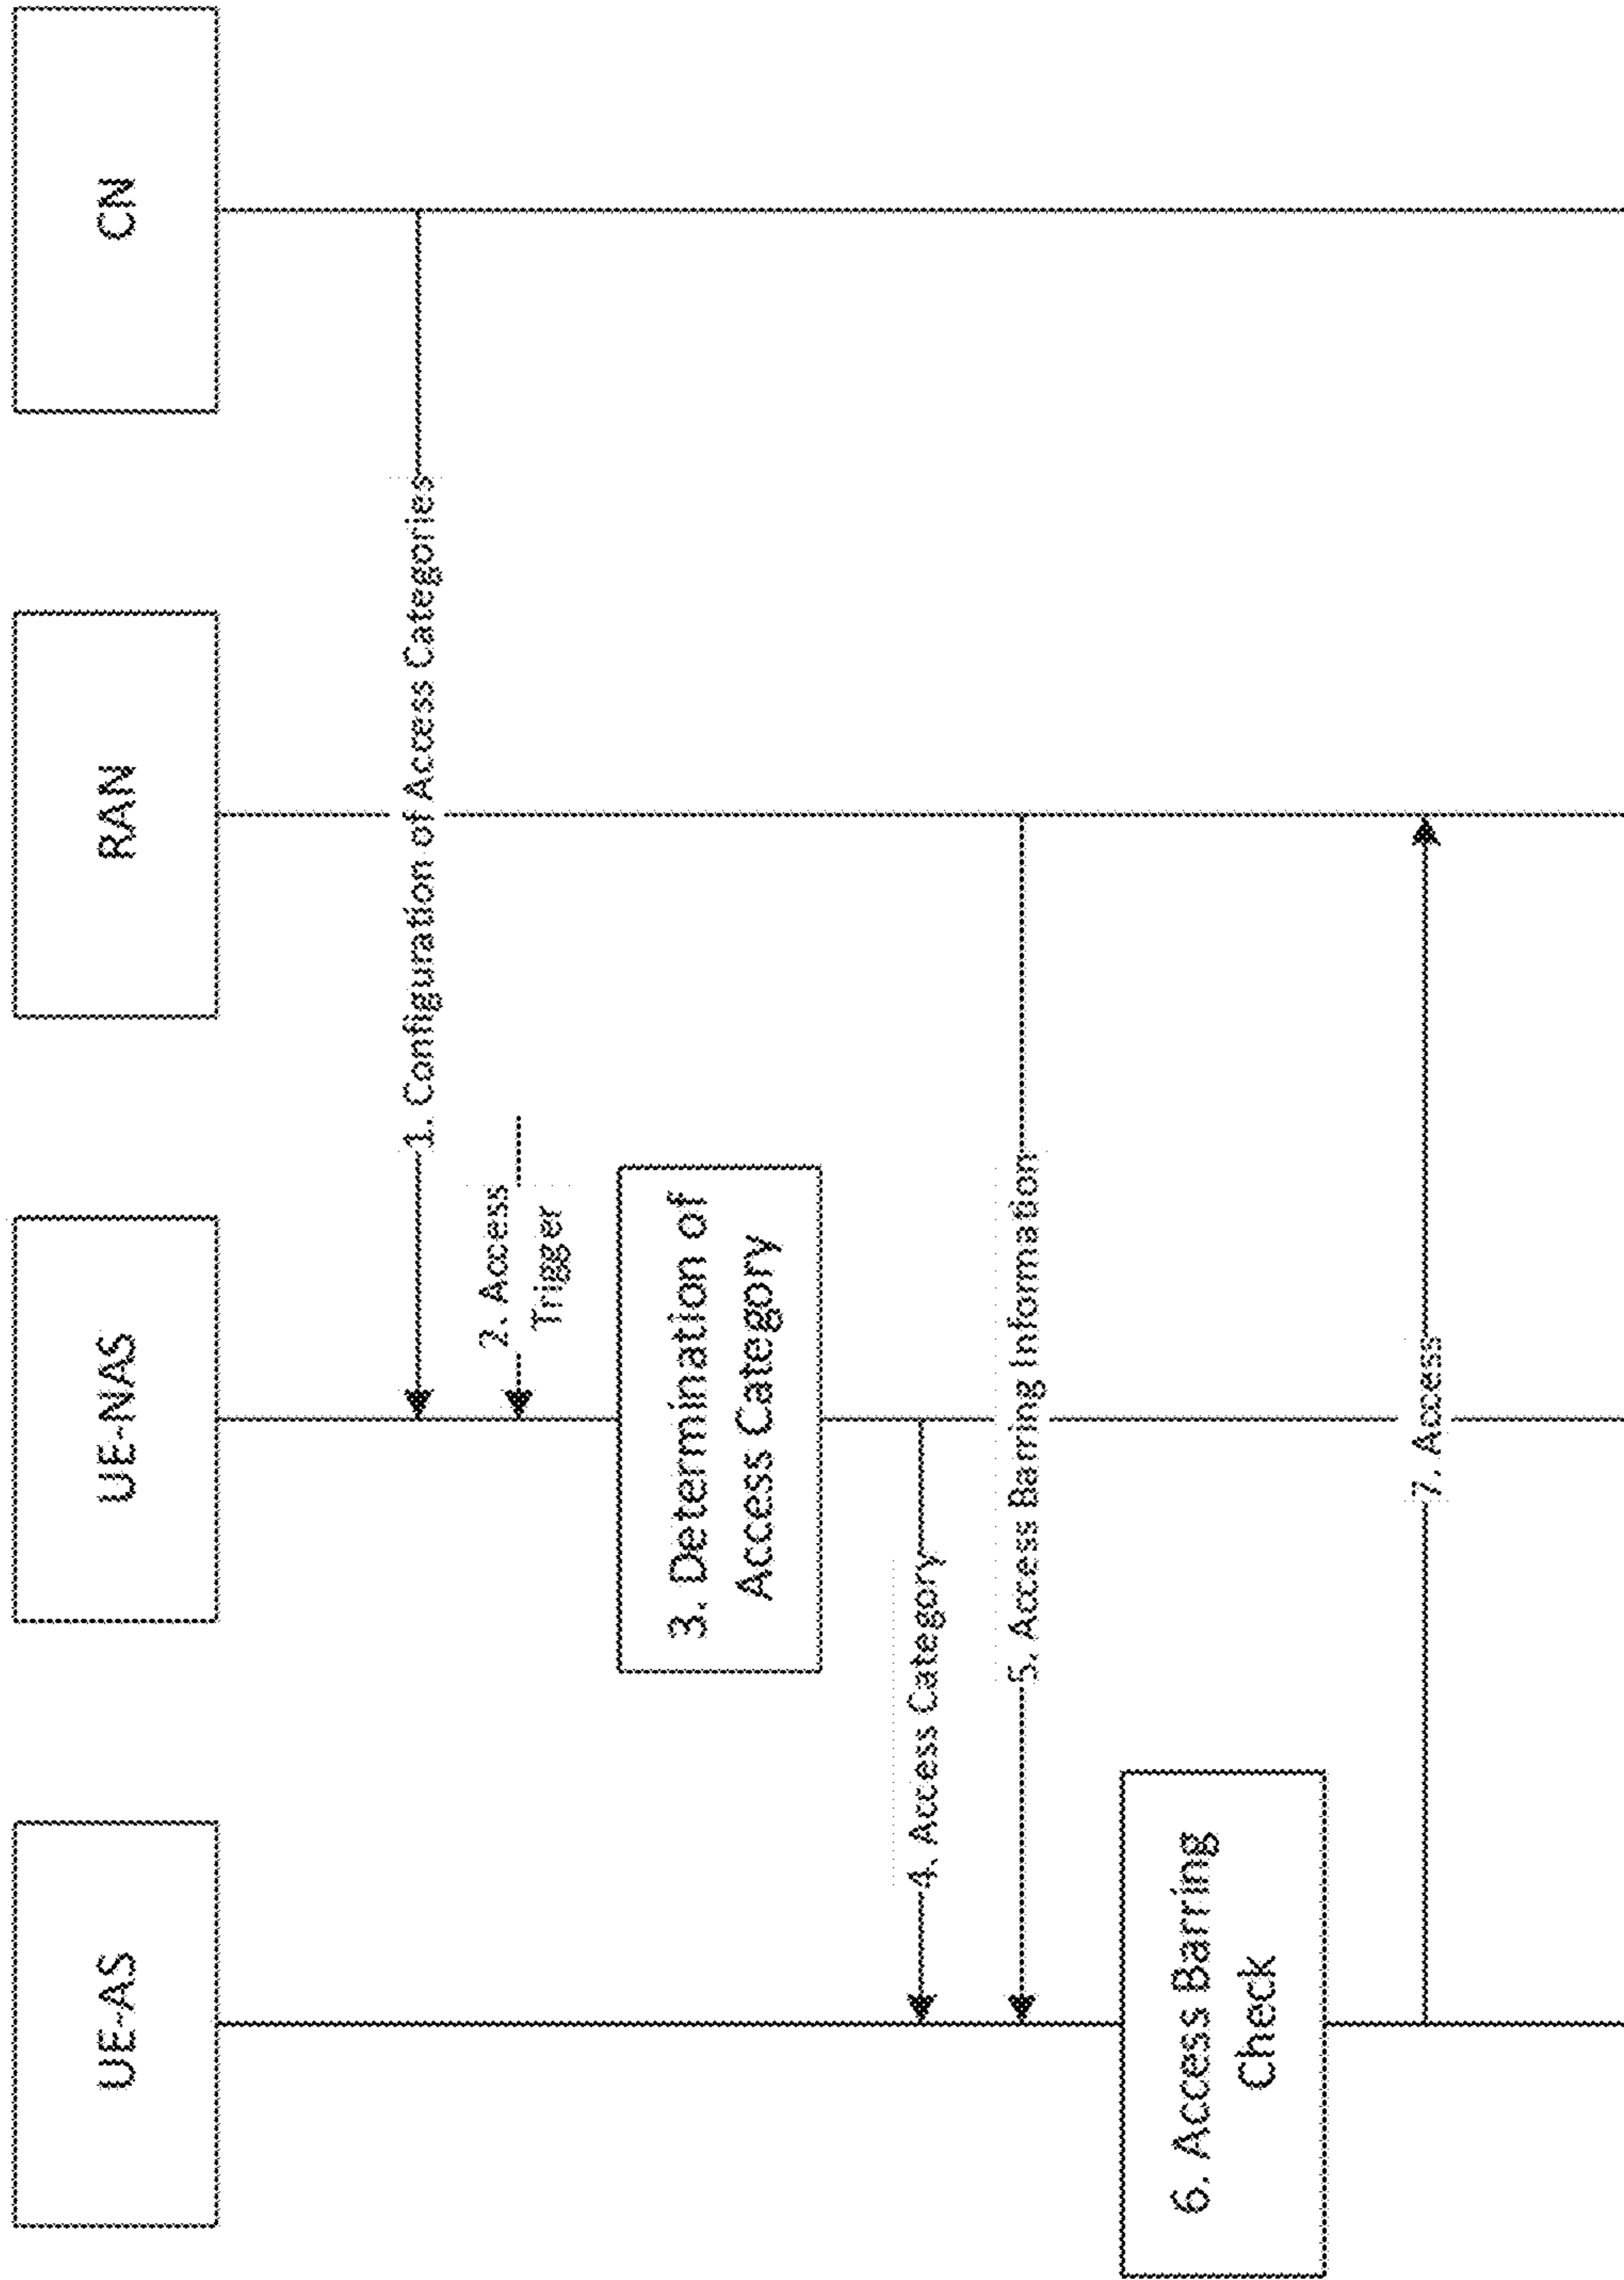 UE-AS
UE-NAS
RAN
CN
1. Configuration of Access Categories
2. Access
Trigger
3. Determination of
Access Category
4. Access Category
5. Access Barring Information
6. Access Barring
Check
7. Access